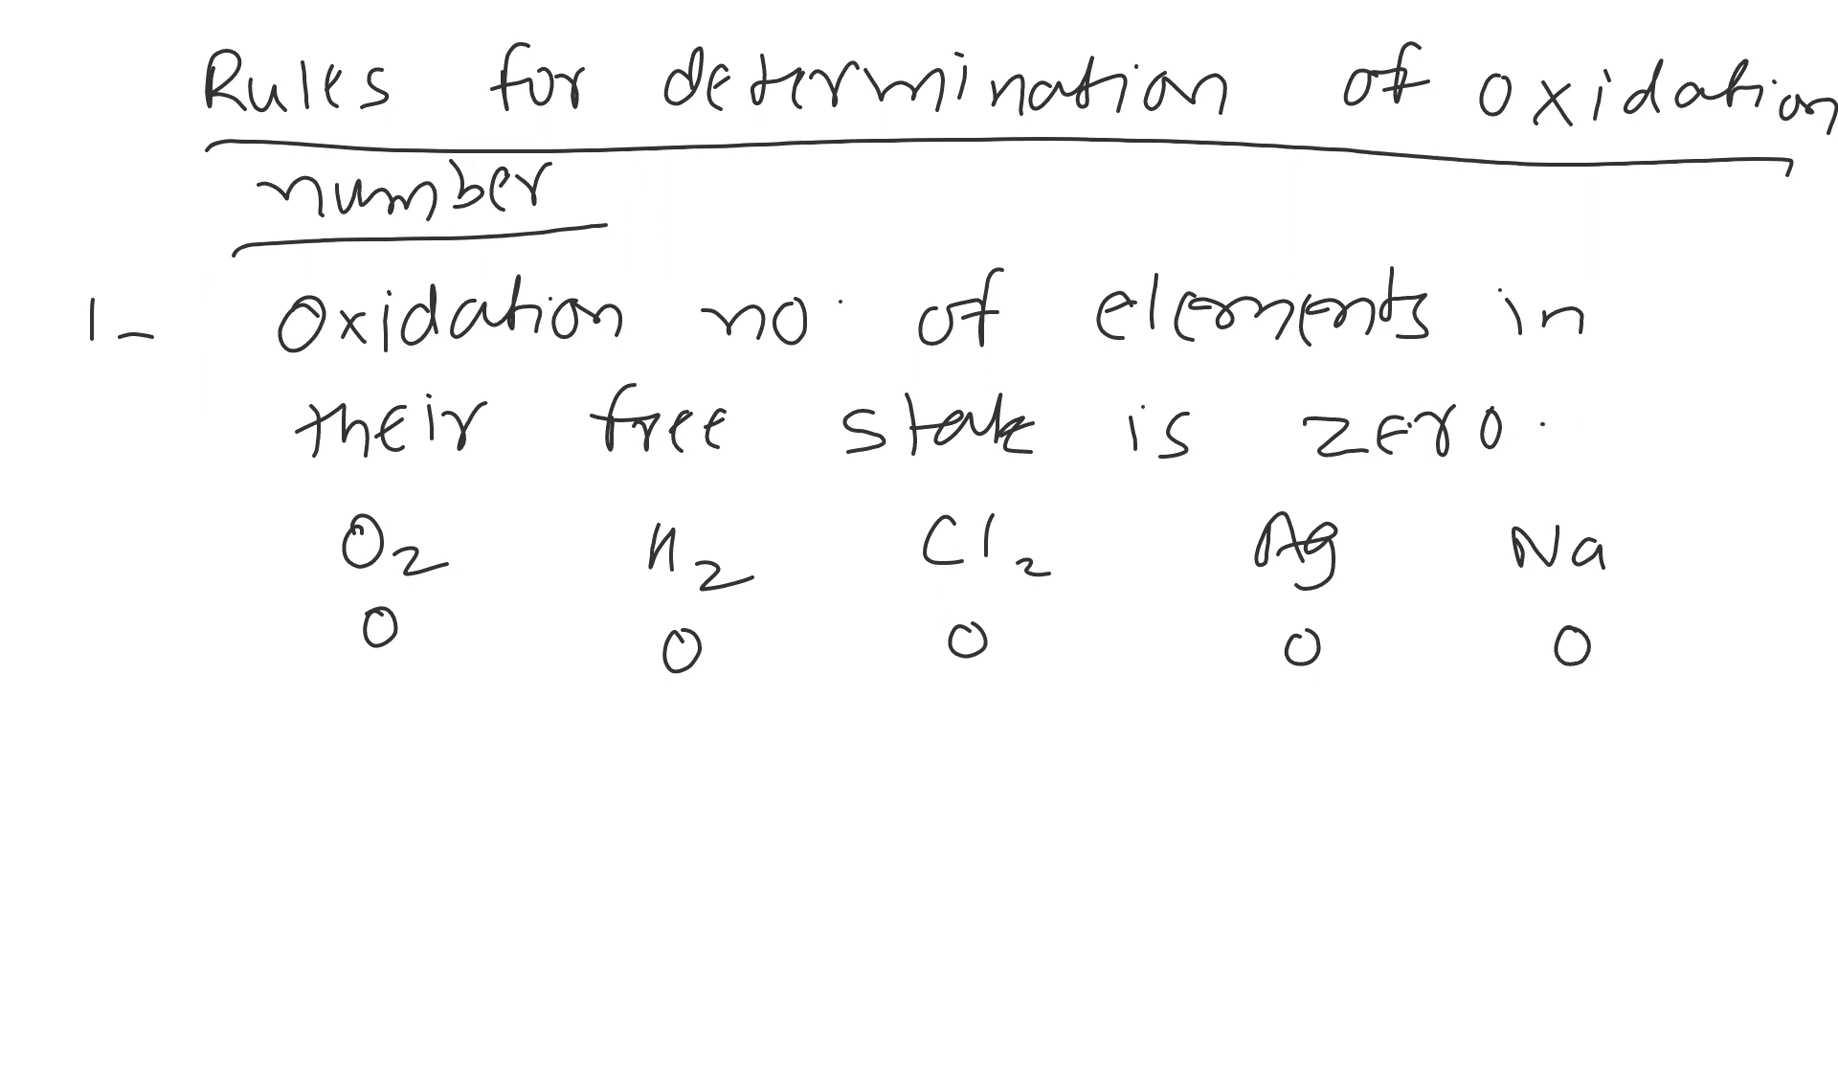 Rules for determination of oxidation
number
1- Oxidation no. of elements in
their free state is zero.
O2 H2 Cl2 Ag Na
0 0 0 0 0